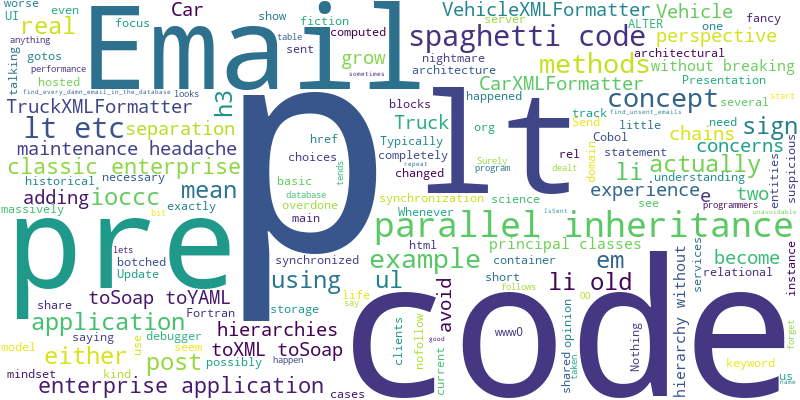 worse
even
Car
fiction
show
server
VehicleXMLFormatter
Vehicle
ALTER
one
fancy
UI
real
focus
Email
computed
spaghetti code
perspective
talking
gotos
grow
table
sent
nightmare
methods
architectural
without breaking
anything
performance
hosted
find_every_damn_email_in_the_database
looks
sometimes
architecture
CarXMLFormatter
Presentation
several
start
TruckXMLFormatter
h3
blocks
happened
concept
find_unsent_emails
lt etc
separation
href
Truck
org
track
Send
Cobol
need
chains
sign
maintenance headache
choices
Typically
completely
repeat
rel
dealt
domain
little
statement
concerns
classic enterprise
basic
changed
program
Surely
li
actually
understanding
entities
suspicious
historical
necessary
database
tends
plt
experience
e
see
two
programmers
massively
adding
ioccc
mean
overdone
main
synchronization
science
Whenever
IsSent
unavoidable
lets
exactly
bit
pre
synchronized
parallel inheritance
botched
Update
using
ul
html
example
principal classes
em
become
toSoap toYAML
Fortran
container
short
li old
hierarchy without
services
relational
share
storage
avoid
instance
application
life
say
hierarchies
debugger
follows
OO
use
saying
seem
clients
nofollow
www0
shared opinion
Nothing
keyword
forget
either
post
toXML toSoap
good
model
kind
possibly
happen
current
code
taken
us
name
mindset
enterprise application
cases